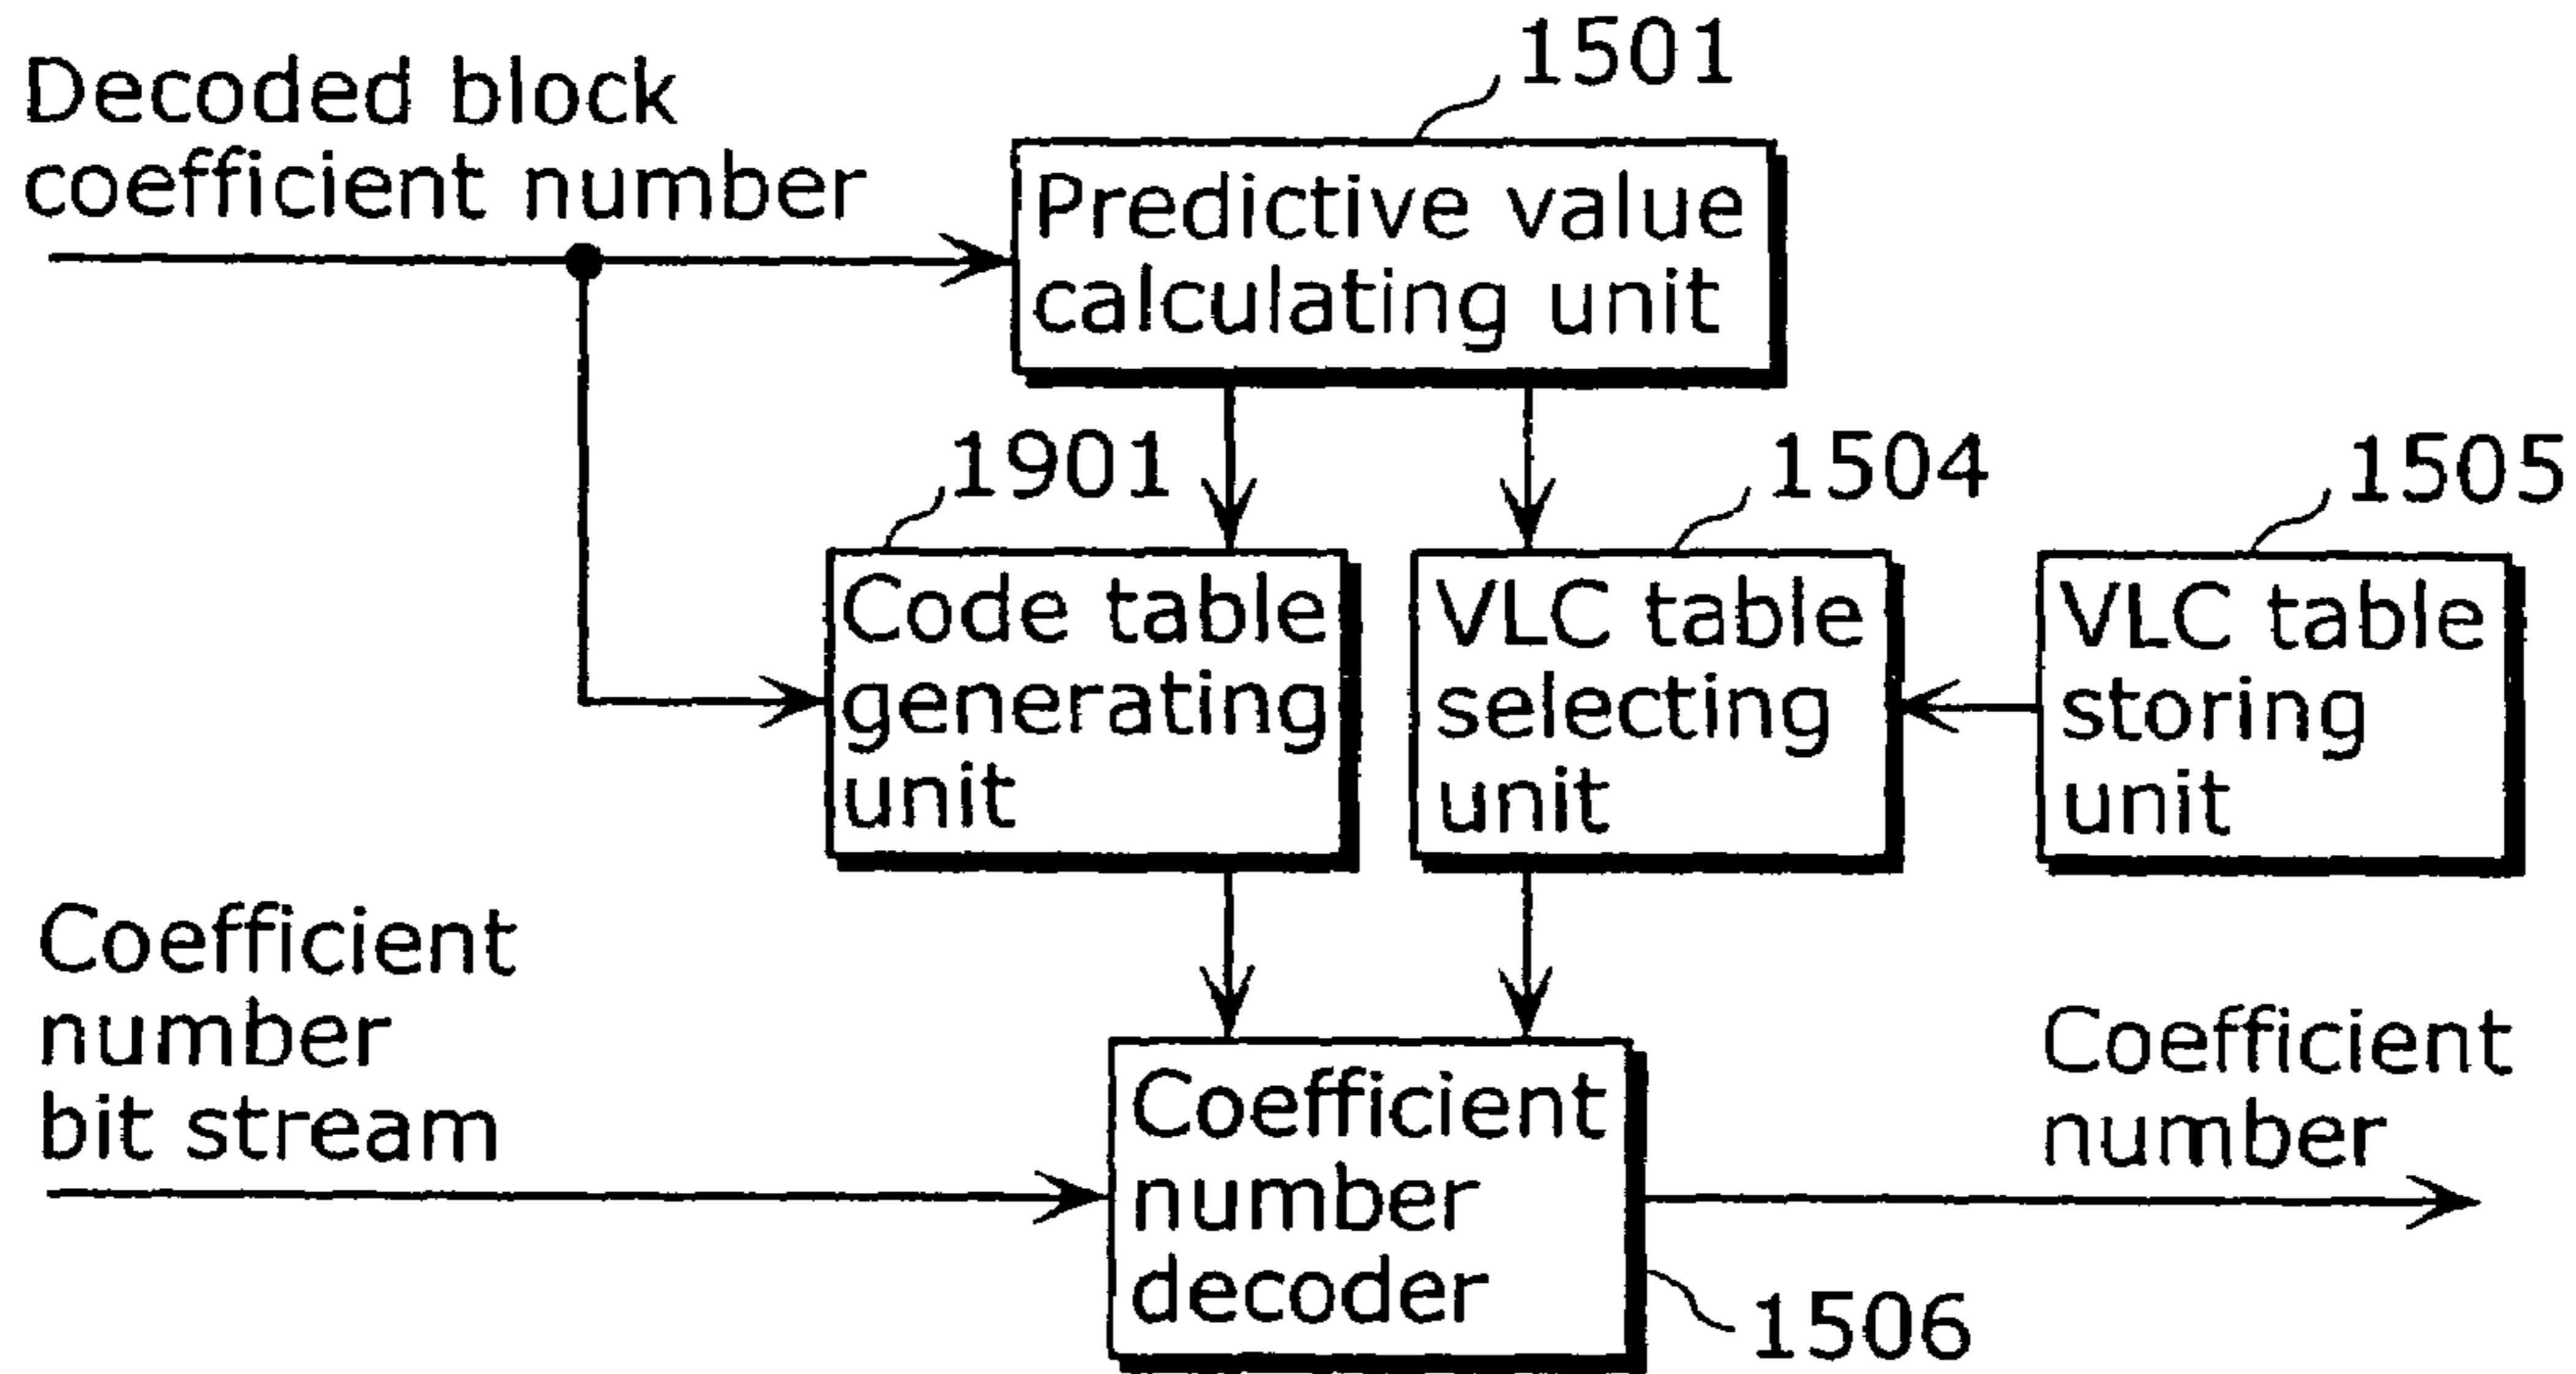 1501
Decoded block
coefficient number
Predictive value
calculating unit
1901
1504
1505
Code table
generating
unit
VLC table
selecting
unit
VLC table
storing
unit
Coefficient
number
bit stream
Coefficient
number
decoder
Coefficient
number
1506